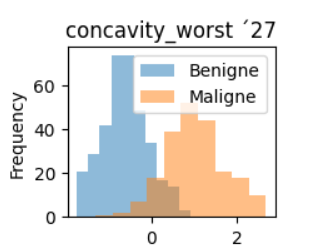 concavity_worst ´27
Benigne
Maligne
Frequency
60
40
20
0
0 2